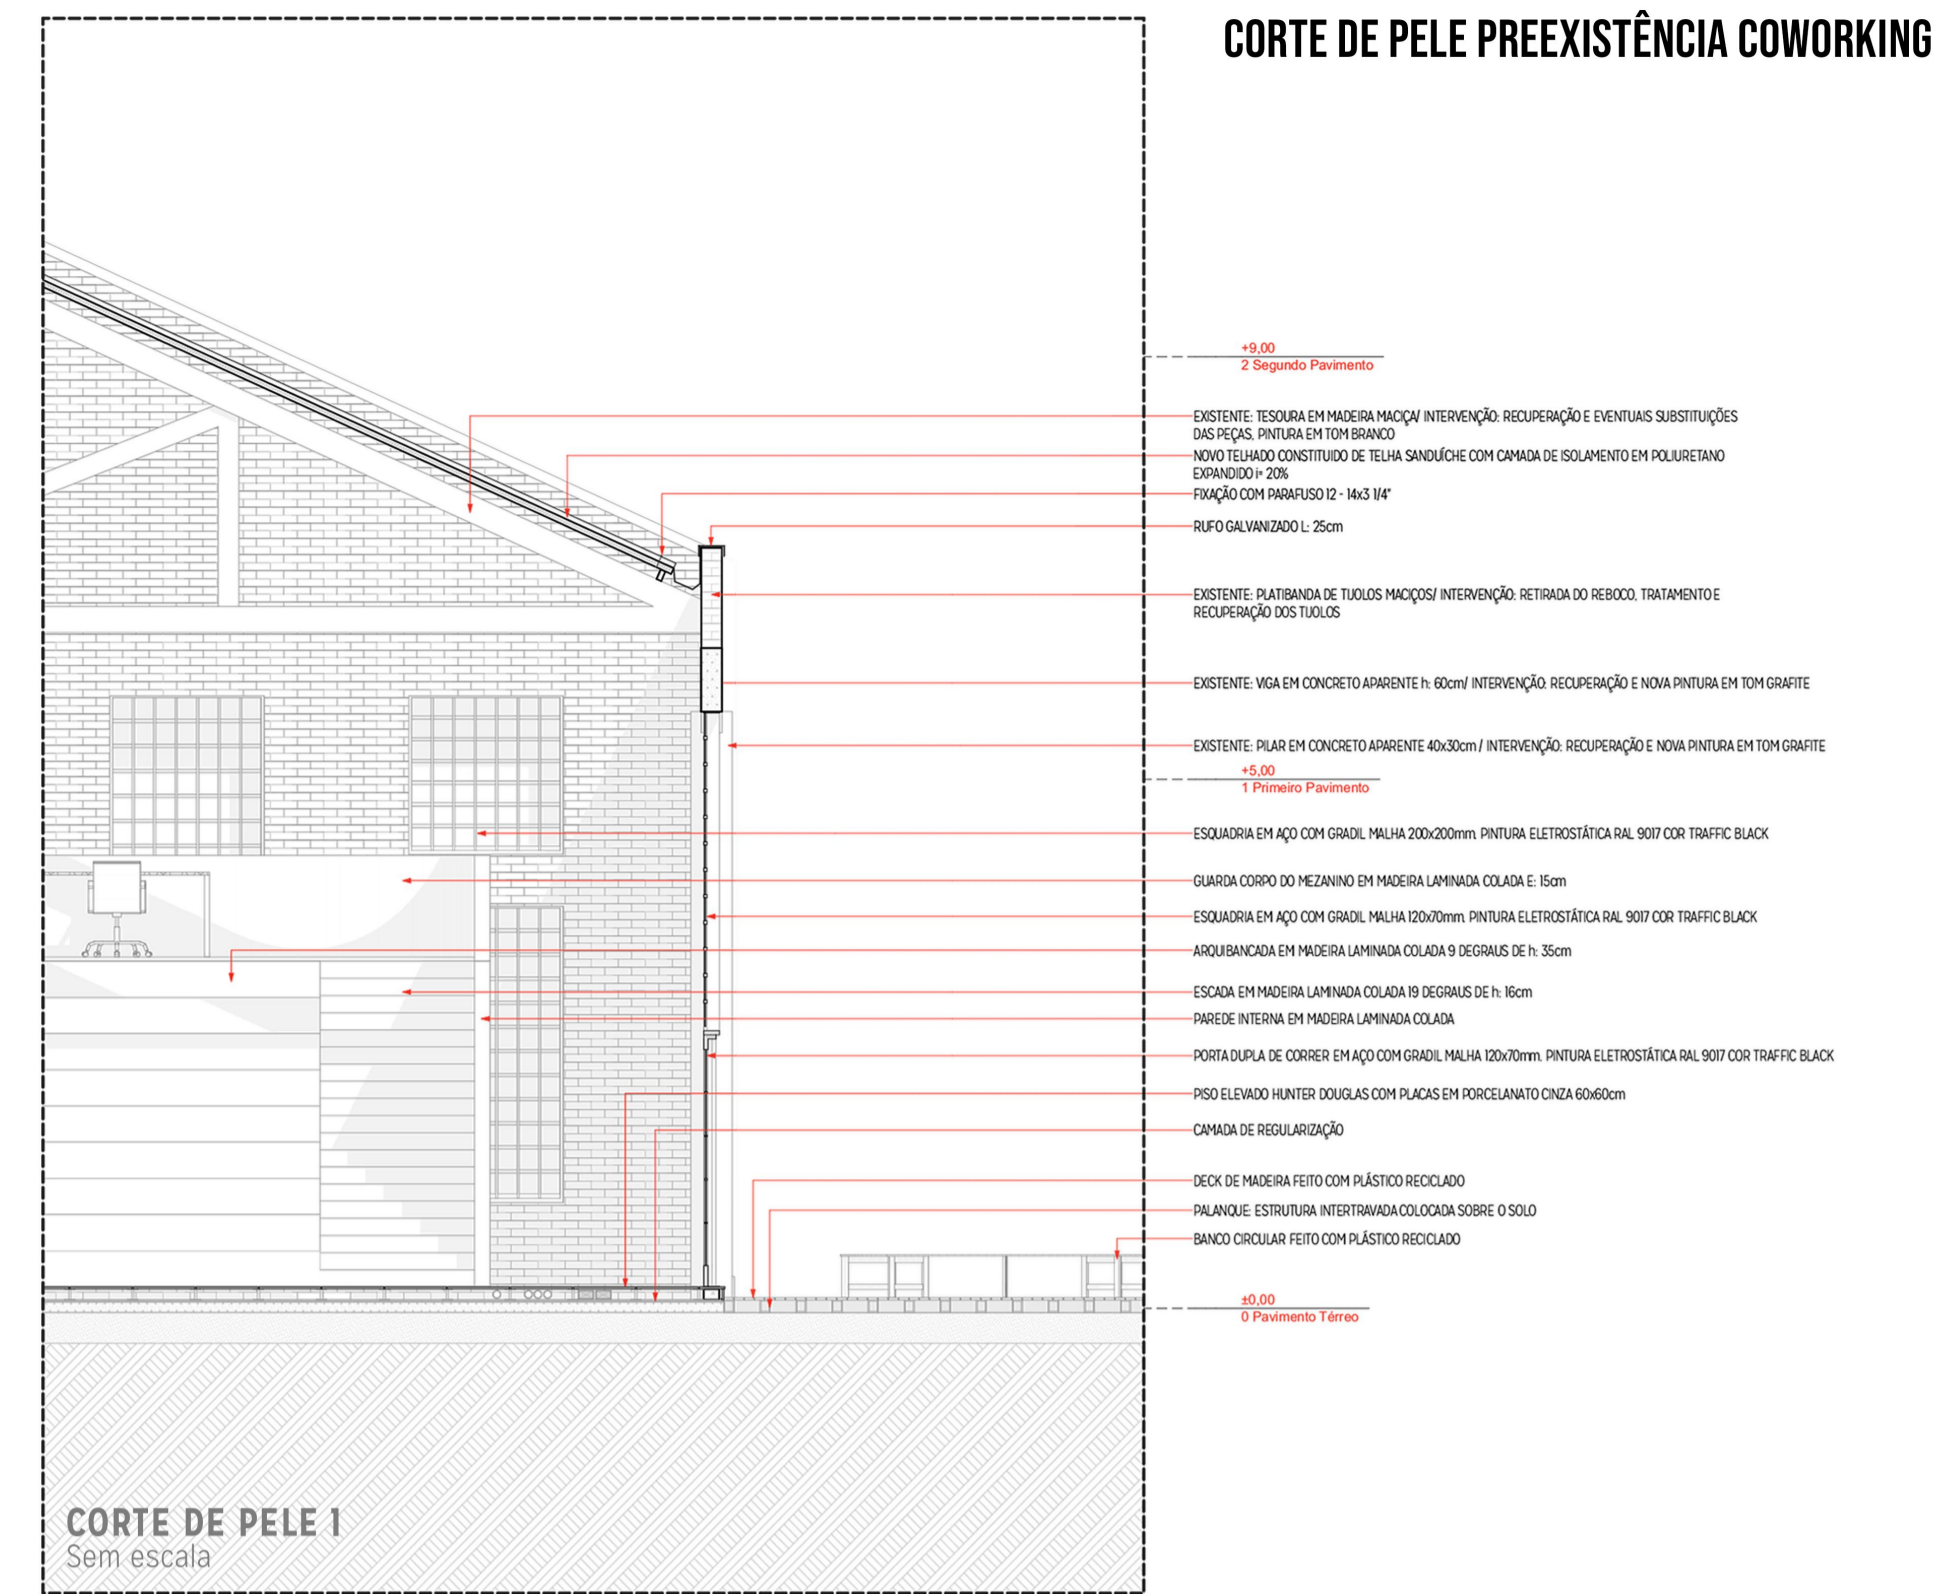 CORTE DE PELE PREEXISTÊNCIA COWORKING
+9,00
2 Segundo Pavimento
EXISTENTE: TESOURA EM MADEIRA MACIÇA/ INTERVENÇÃO: RECUPERAÇÃO E EVENTUAIS SUBSTITUIÇÕES
DAS PEÇAS, PINTURA EM TOM BRANCO
NOVO TELHADO CONSTITUIDO DE TELHA SANDUÍCHE COM CAMADA DE ISOLAMENTO EM POLIURETANO
EXPANDIDO i= 20%
FIXAÇÃO COM PARAFUSO 12 - 14x3 1/4"
RUFO GALVANIZADO L: 25cm
EXISTENTE: PLATIBANDA DE TIJOLOS MACIÇOS/ INTERVENÇÃO: RETIRADA DO REBOCO, TRATAMENTO E
RECUPERAÇÃO DOS TIJOLOS
EXISTENTE: VIGA EM CONCRETO APARENTE h: 60cm/ INTERVENÇÃO: RECUPERAÇÃO E NOVA PINTURA EM TOM GRAFITE
EXISTENTE: PILAR EM CONCRETO APARENTE 40x30cm / INTERVENÇÃO: RECUPERAÇÃO E NOVA PINTURA EM TOM GRAFITE
+5,00
1 Primeiro Pavimento
ESQUADRIA EM AÇO COM GRADIL MALHA 200x200mm. PINTURA ELETROSTÁTICA RAL 9017 COR TRAFFIC BLACK
GUARDA CORPO DO MEZANINO EM MADEIRA LAMINADA COLADA E: 15cm
ESQUADRIA EM AÇO COM GRADIL MALHA 120x70mm. PINTURA ELETROSTÁTICA RAL 9017 COR TRAFFIC BLACK
ARQUIBANCADA EM MADEIRA LAMINADA COLADA 9 DEGRAUS DE h: 35cm
ESCADA EM MADEIRA LAMINADA COLADA 19 DEGRAUS DE h: 16cm
PAREDE INTERNA EM MADEIRA LAMINADA COLADA
PORTA DUPLA DE CORRER EM AÇO COM GRADIL MALHA 120x70mm. PINTURA ELETROSTÁTICA RAL 9017 COR TRAFFIC BLACK
PISO ELEVADO HUNTER DOUGLAS COM PLACAS EM PORCELANATO CINZA 60x60cm
CAMADA DE REGULARIZAÇÃO
DECK DE MADEIRA FEITO COM PLÁSTICO RECICLADO
PALANQUE: ESTRUTURA INTERTRAVADA COLOCADA SOBRE O SOLO
BANCO CIRCULAR FEITO COM PLÁSTICO RECICLADO
±0,00
0 Pavimento Térreo
CORTE DE PELE 1
Sem escala